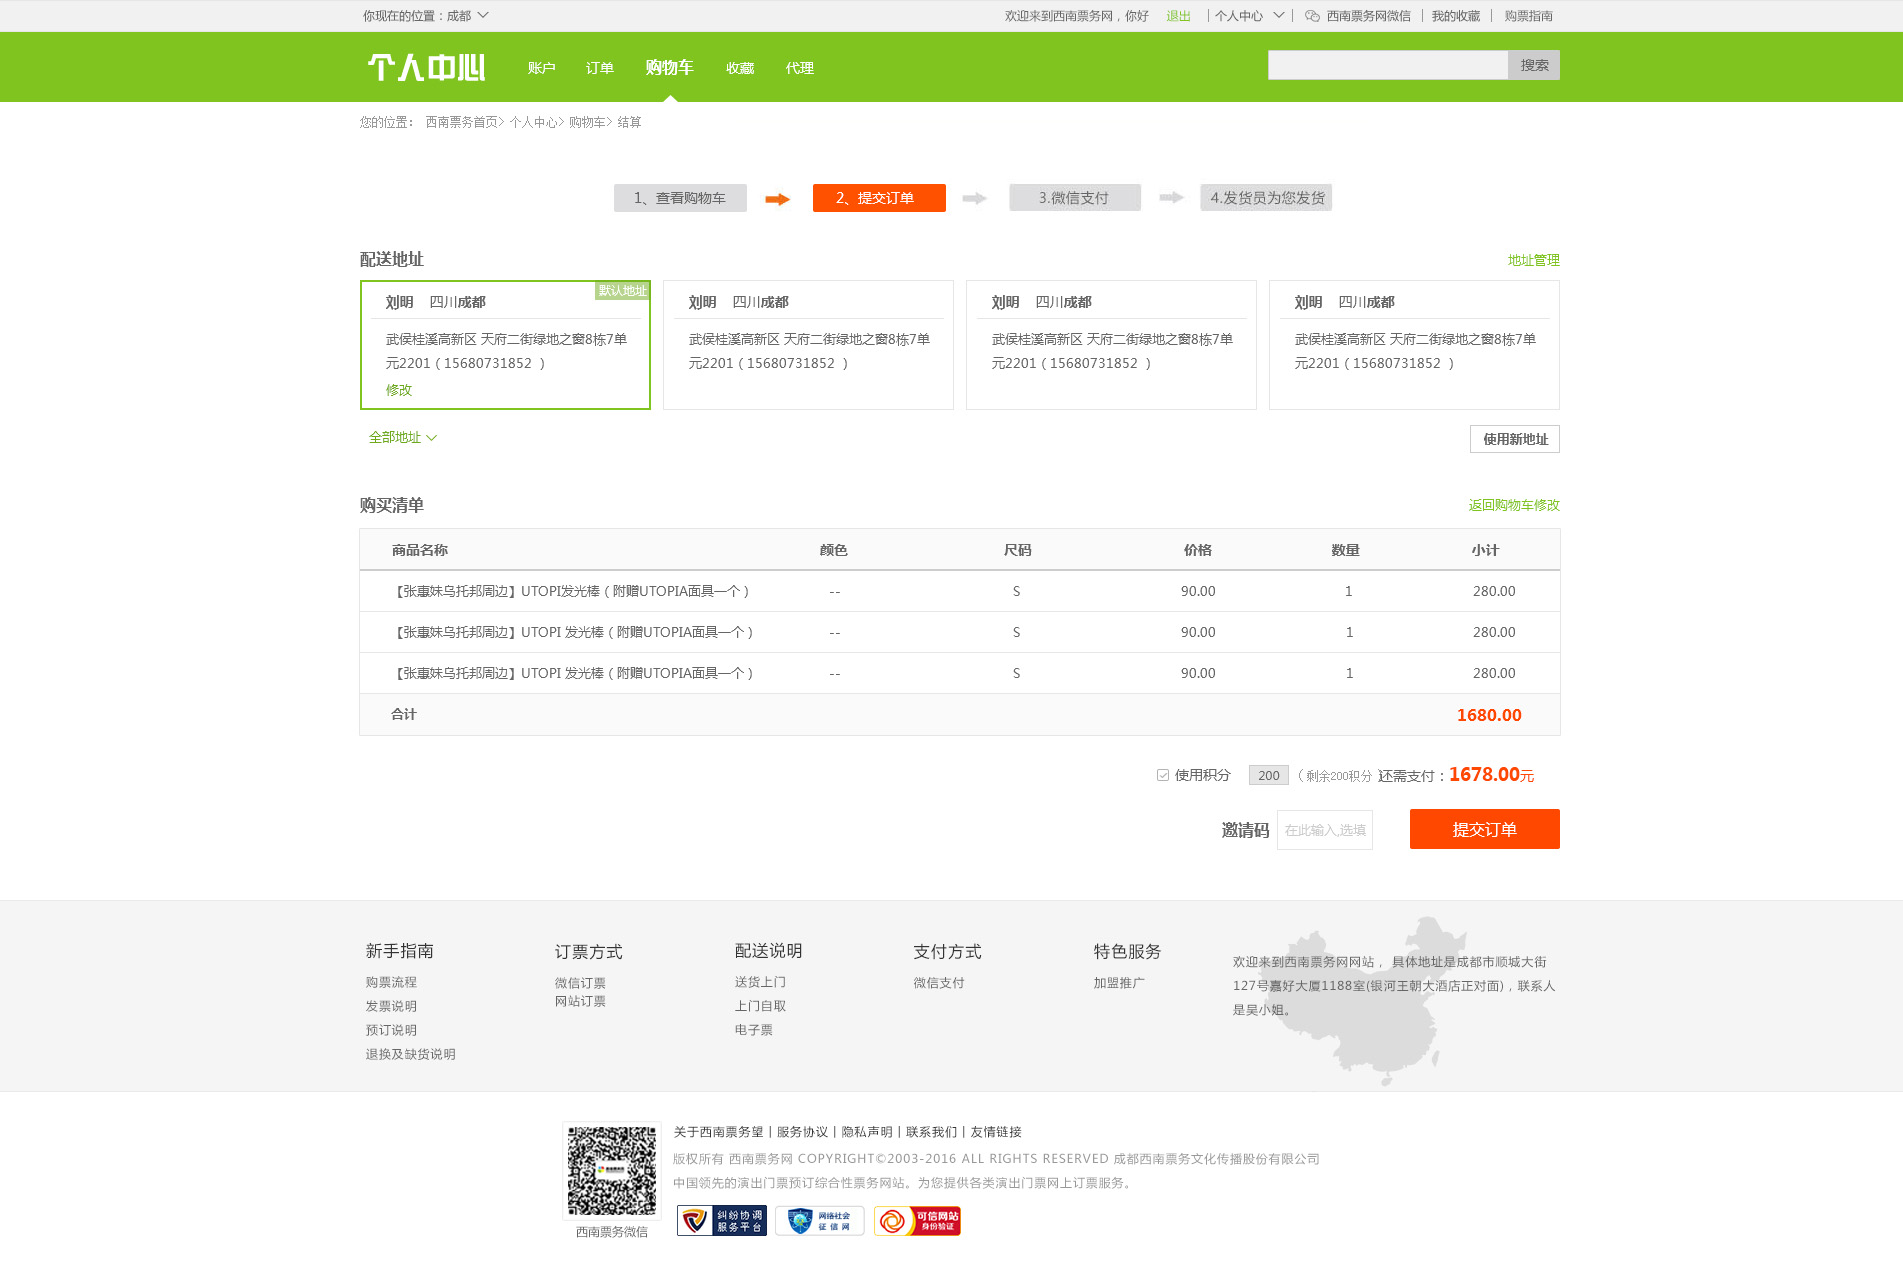 你现在的位置：成都
欢迎来到西南票务网，你好 退出 | 个人中心 | 西南票务网微信 | 我的收藏 | 购票指南
个人中心 账户 订单 购物车 收藏 代理 搜索
您的位置： 西南票务首页> 个人中心> 购物车> 结算
1、查看购物车 2、提交订单 3.微信支付 4.发货员为您发货
配送地址 地址管理
刘明 四川成都 默认地址
武侯桂溪高新区 天府二街绿地之窗8栋7单
元2201（15680731852 ）
修改
刘明 四川成都
武侯桂溪高新区 天府二街绿地之窗8栋7单
元2201（15680731852 ）
刘明 四川成都
武侯桂溪高新区 天府二街绿地之窗8栋7单
元2201（15680731852 ）
刘明 四川成都
武侯桂溪高新区 天府二街绿地之窗8栋7单
元2201（15680731852 ）
全部地址 使用新地址
购买清单 返回购物车修改
商品名称 颜色 尺码 价格 数量 小计
【张惠妹乌托邦周边】UTOPI发光棒（附赠UTOPIA面具一个） -- S 90.00 1 280.00
【张惠妹乌托邦周边】UTOPI 发光棒（附赠UTOPIA面具一个） -- S 90.00 1 280.00
【张惠妹乌托邦周边】UTOPI 发光棒（附赠UTOPIA面具一个） -- S 90.00 1 280.00
合计 1680.00
使用积分 200 （剩余200积分 ）还需支付：1678.00元
邀请码 在此输入,选填 提交订单
新手指南
购票流程
发票说明
预订说明
退换及缺货说明
订票方式
微信订票
网站订票
配送说明
送货上门
上门自取
电子票
支付方式
微信支付
特色服务
加盟推广
欢迎来到西南票务网网站， 具体地址是成都市顺城大街
127号嘉好大厦1188室(银河王朝大酒店正对面)，联系人
是吴小姐。
西南票务微信
关于西南票务望 | 服务协议 | 隐私声明 | 联系我们 | 友情链接
版权所有 西南票务网 COPYRIGHT©2003-2016 ALL RIGHTS RESERVED 成都西南票务文化传播股份有限公司
中国领先的演出门票预订综合性票务网站。为您提供各类演出门票网上订票服务。
纠纷协调
服务平台
网络社会
征信网
可信网站
身份验证